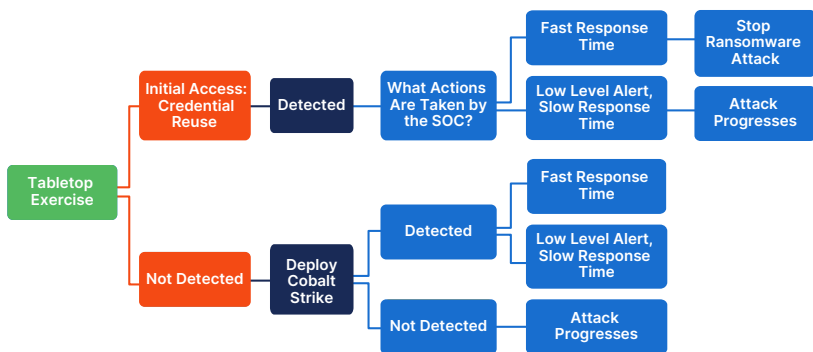 Tabletop
Exercise
Initial Access:
Credential
Reuse
Detected
What Actions
Are Taken by
the SOC?
Fast Response
Time
Stop
Ransomware
Attack
Low Level Alert,
Slow Response
Time
Attack
Progresses
Not Detected
Deploy
Cobalt
Strike
Detected
Fast Response
Time
Low Level Alert,
Slow Response
Time
Not Detected
Attack
Progresses